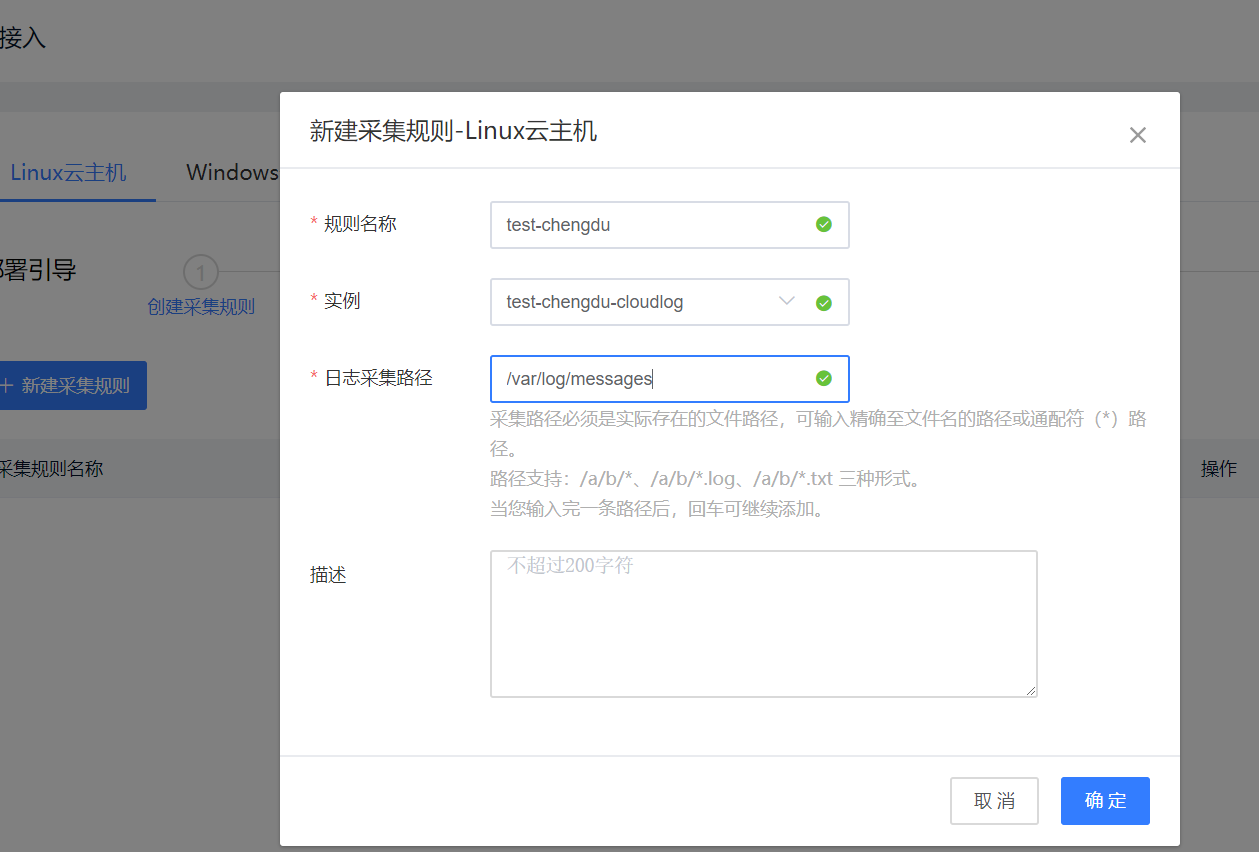 接入
新建采集规则-Linux云主机
Linux云主机 Windows
* 规则名称 test-chengdu
署引导 1
创建采集规则
* 实例 test-chengdu-cloudlog
* 日志采集路径 /var/log/messages
+ 新建采集规则
采集路径必须是实际存在的文件路径，可输入精确至文件名的路径或通配符（*）路
径。
采集规则名称 操作
路径支持：/a/b/*、/a/b/*.log、/a/b/*.txt 三种形式。
当您输入完一条路径后，回车可继续添加。
描述 不超过200字符
取消 确定